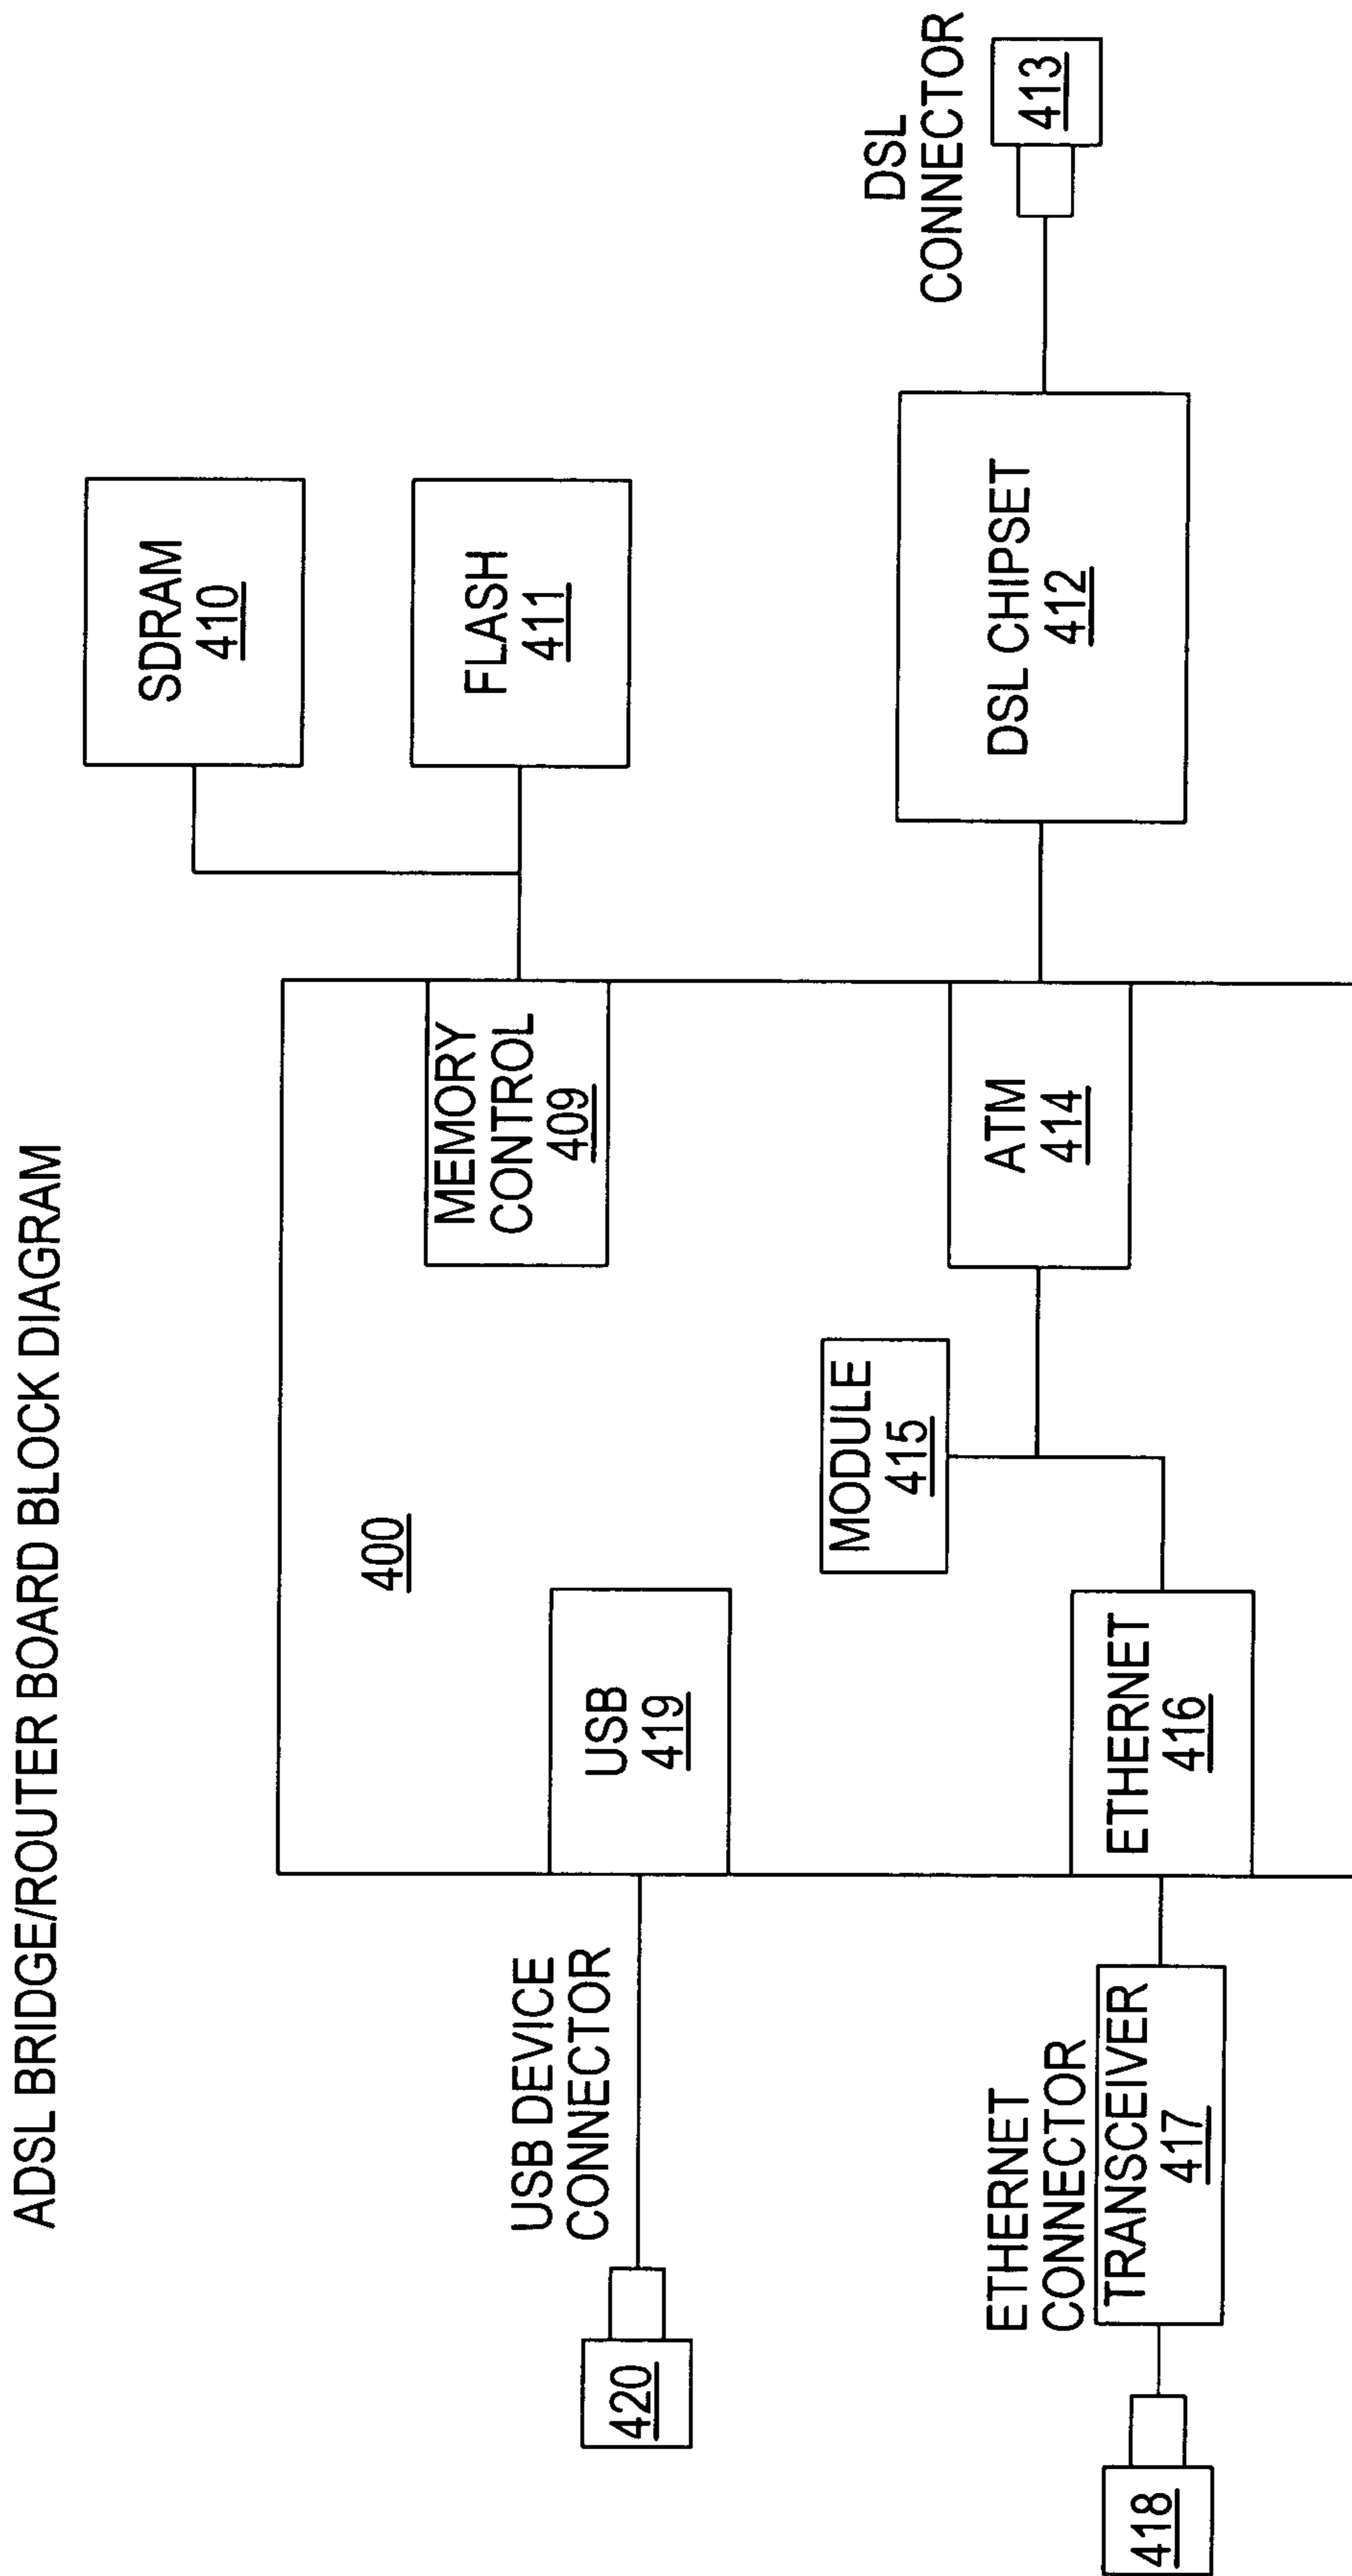 ADSL BRIDGE/ROUTER BOARD BLOCK DIAGRAM
SDRAM
410
FLASH
411
400
MEMORY
CONTROL
409
USB DEVICE
CONNECTOR
420
USB
419
MODULE
415
DSL
CONNECTOR
413
ETHERNET
CONNECTOR
418
TRANSCEIVER
417
ETHERNET
416
ATM
414
DSL CHIPSET
412